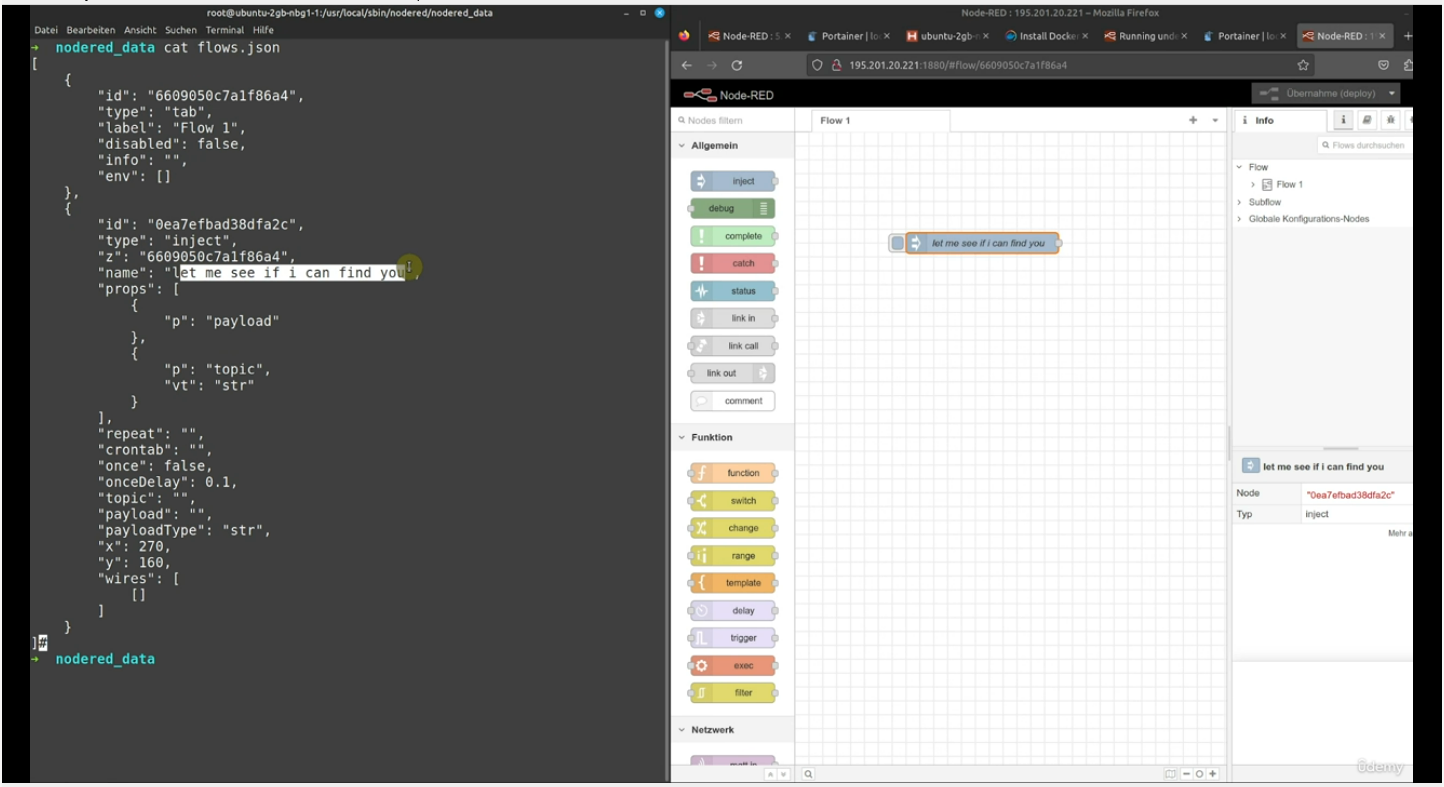 root@ubuntu-2gb-nbg1-1:/usr/local/sbin/nodered/nodered_data
Datei Bearbeiten Ansicht Suchen Terminal Hilfe
→ nodered_data cat flows.json
[
{
"id": "6609050c7a1f86a4",
"type": "tab",
"label": "Flow 1",
"disabled": false,
"info": "",
"env": []
},
{
"id": "0ea7efbad38dfa2c",
"type": "inject",
"z": "6609050c7a1f86a4",
"name": "let me see if i can find you",
"props": [
{
"p": "payload"
},
{
"p": "topic",
"vt": "str"
}
],
"repeat": "",
"crontab": "",
"once": false,
"onceDelay": 0.1,
"topic": "",
"payload": "",
"payloadType": "str",
"x": 270,
"y": 160,
"wires": [
[]
]
}
]#
→ nodered_data
Node-RED : 195.201.20.221 – Mozilla Firefox
Node-RED : 5 Portainer | loc ubuntu-2gb-n Install Docker Running unde Portainer | loc Node-RED : 1
195.201.20.221:1880/#flow/6609050c7a1f86a4
Node-RED
Übernahme (deploy)
Nodes filtern
Flow 1
Allgemein
inject
debug
complete
catch
status
link in
link call
link out
comment
Funktion
function
switch
change
range
template
delay
trigger
exec
filter
Netzwerk
mqtt in
let me see if i can find you
i Info
Flows durchsuchen
Flow
Flow 1
Subflow
Globale Konfigurations-Nodes
let me see if i can find you
Node "0ea7efbad38dfa2c"
Typ inject
Mehr a
ûdemy